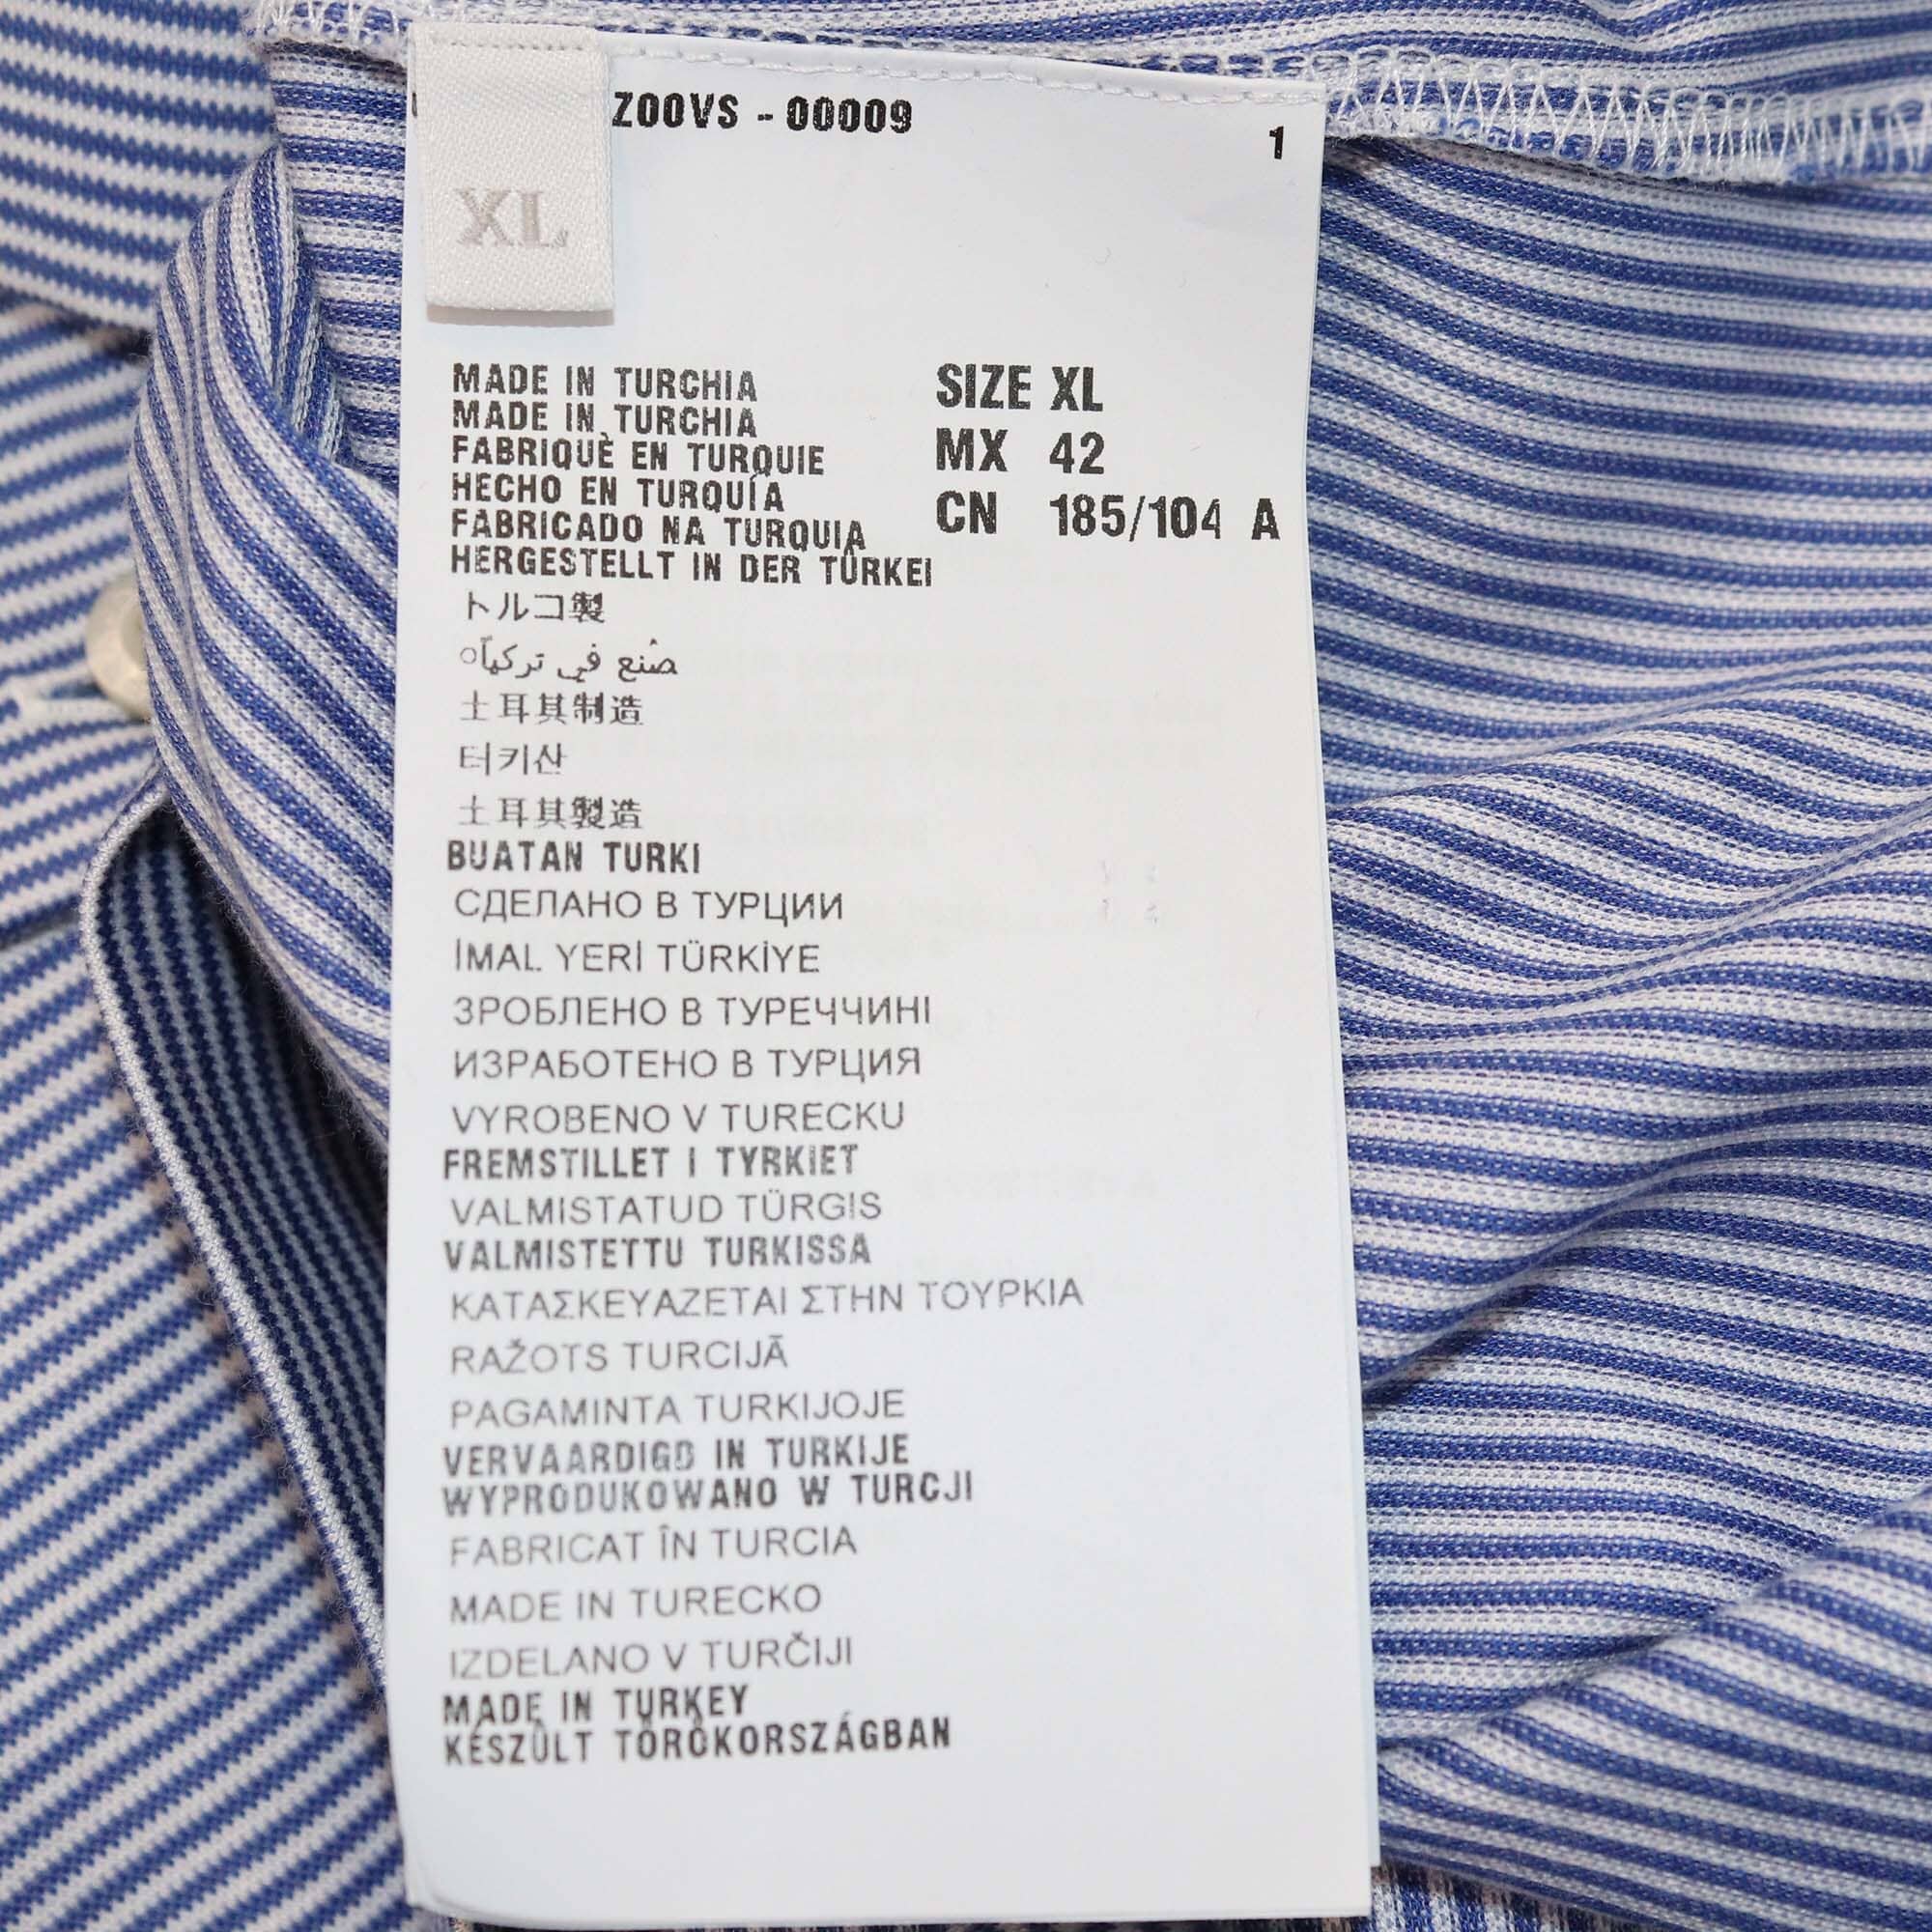 Z00VS - 00009
1
XL
MADE IN TURCHIA
MADE IN TURCHIA
FABRIQUÈ EN TURQUIE
HECHO EN TURQUÍA
FABRICADO NA TURQUIA
HERGESTELLT IN DER TÜRKEI
SIZE XL
MX 42
CN 185/104 A
トルコ製
صُنع في تركياَه
土耳其制造
터키산
土耳其製造
BUATAN TURKI
СДЕЛАНО В ТУРЦИИ
İMAL YERİ TÜRKİYE
ЗРОБЛЕНО В ТУРЕЧЧИНІ
ИЗРАБОТЕНО В ТУРЦИЯ
VYROBENO V TURECKU
FREMSTILLET I TYRKIET
VALMISTATUD TÜRGIS
VALMISTETTU TURKISSA
ΚΑΤΑΣΚΕΥΑΖΕΤΑΙ ΣΤΗΝ ΤΟΥΡΚΙΑ
RAŽOTS TURCIJĀ
PAGAMINTA TURKIJOJE
VERVAARDIGD IN TURKIJE
WYPRODUKOWANO W TURCJI
FABRICAT ÎN TURCIA
MADE IN TURECKO
IZDELANO V TURČIJI
MADE IN TURKEY
KÉSZÜLT TÖRÖKORSZÁGBAN